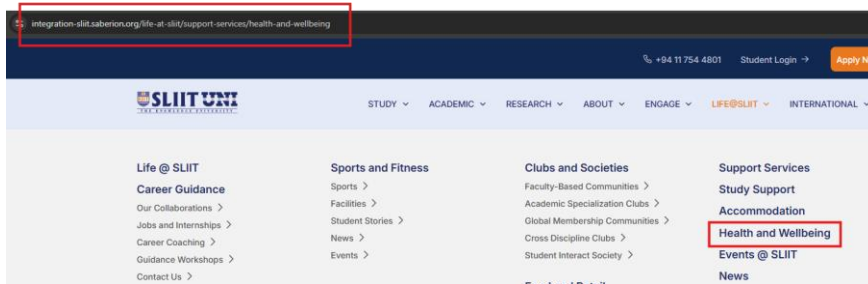 integration-sliit.saberion.org/life-at-sliit/support-services/health-and-wellbeing
+94 11 754 4801 Student Login → Apply N
SLIIT UNI
THE KNOWLEDGE UNIVERSITY
STUDY ACADEMIC RESEARCH ABOUT ENGAGE LIFE@SLIIT INTERNATIONAL
Life @ SLIIT
Career Guidance
Our Collaborations >
Jobs and Internships >
Career Coaching >
Guidance Workshops >
Contact Us >
Sports and Fitness
Sports >
Facilities >
Student Stories >
News >
Events >
Clubs and Societies
Faculty-Based Communities >
Academic Specialization Clubs >
Global Membership Communities >
Cross Discipline Clubs >
Student Interact Society >
Support Services
Study Support
Accommodation
Health and Wellbeing
Events @ SLIIT
News